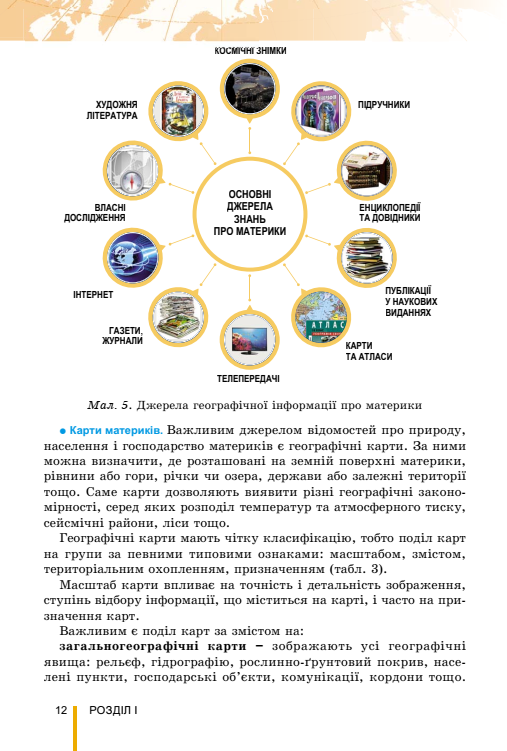 КОСМІЧНІ ЗНІМКИ
ХУДОЖНЯ
ЛІТЕРАТУРА
ПІДРУЧНИКИ
ВЛАСНІ
ДОСЛІДЖЕННЯ
ОСНОВНІ
ДЖЕРЕЛА
ЗНАНЬ
ПРО МАТЕРИКИ
ЕНЦИКЛОПЕДІЇ
ТА ДОВІДНИКИ
ІНТЕРНЕТ
ПУБЛІКАЦІЇ
У НАУКОВИХ
ВИДАННЯХ
ГАЗЕТИ,
ЖУРНАЛИ
АТЛАС
КАРТИ
ТА АТЛАСИ
ТЕЛЕПЕРЕДАЧІ
Мал. 5. Джерела географічної інформації про материки
● Карти материків. Важливим джерелом відомостей про природу,
населення і господарство материків є географічні карти. За ними
можна визначити, де розташовані на земній поверхні материки,
рівнини або гори, річки чи озера, держави або залежні території
тощо. Саме карти дозволяють виявити різні географічні законо-
мірності, серед яких розподіл температур та атмосферного тиску,
сейсмічні райони, ліси тощо.
Географічні карти мають чітку класифікацію, тобто поділ карт
на групи за певними типовими ознаками: масштабом, змістом,
територіальним охопленням, призначенням (табл. 3).
Масштаб карти впливає на точність і детальність зображення,
ступінь відбору інформації, що міститься на карті, і часто на при-
значення карт.
Важливим є поділ карт за змістом на:
загальногеографічні карти – зображають усі географічні
явища: рельєф, гідрографію, рослинно-ґрунтовий покрив, насе-
лені пункти, господарські об’єкти, комунікації, кордони тощо.
12 РОЗДІЛ І